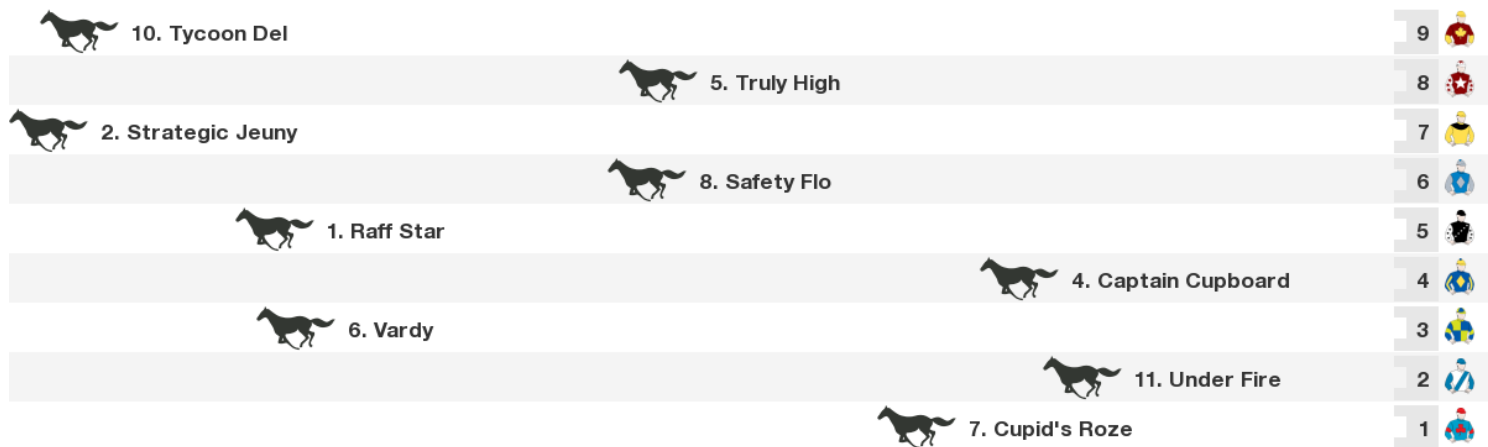 10. Tycoon Del 9
5. Truly High 8
2. Strategic Jeuny 7
8. Safety Flo 6
1. Raff Star 5
4. Captain Cupboard 4
6. Vardy 3
11. Under Fire 2
7. Cupid's Roze 1